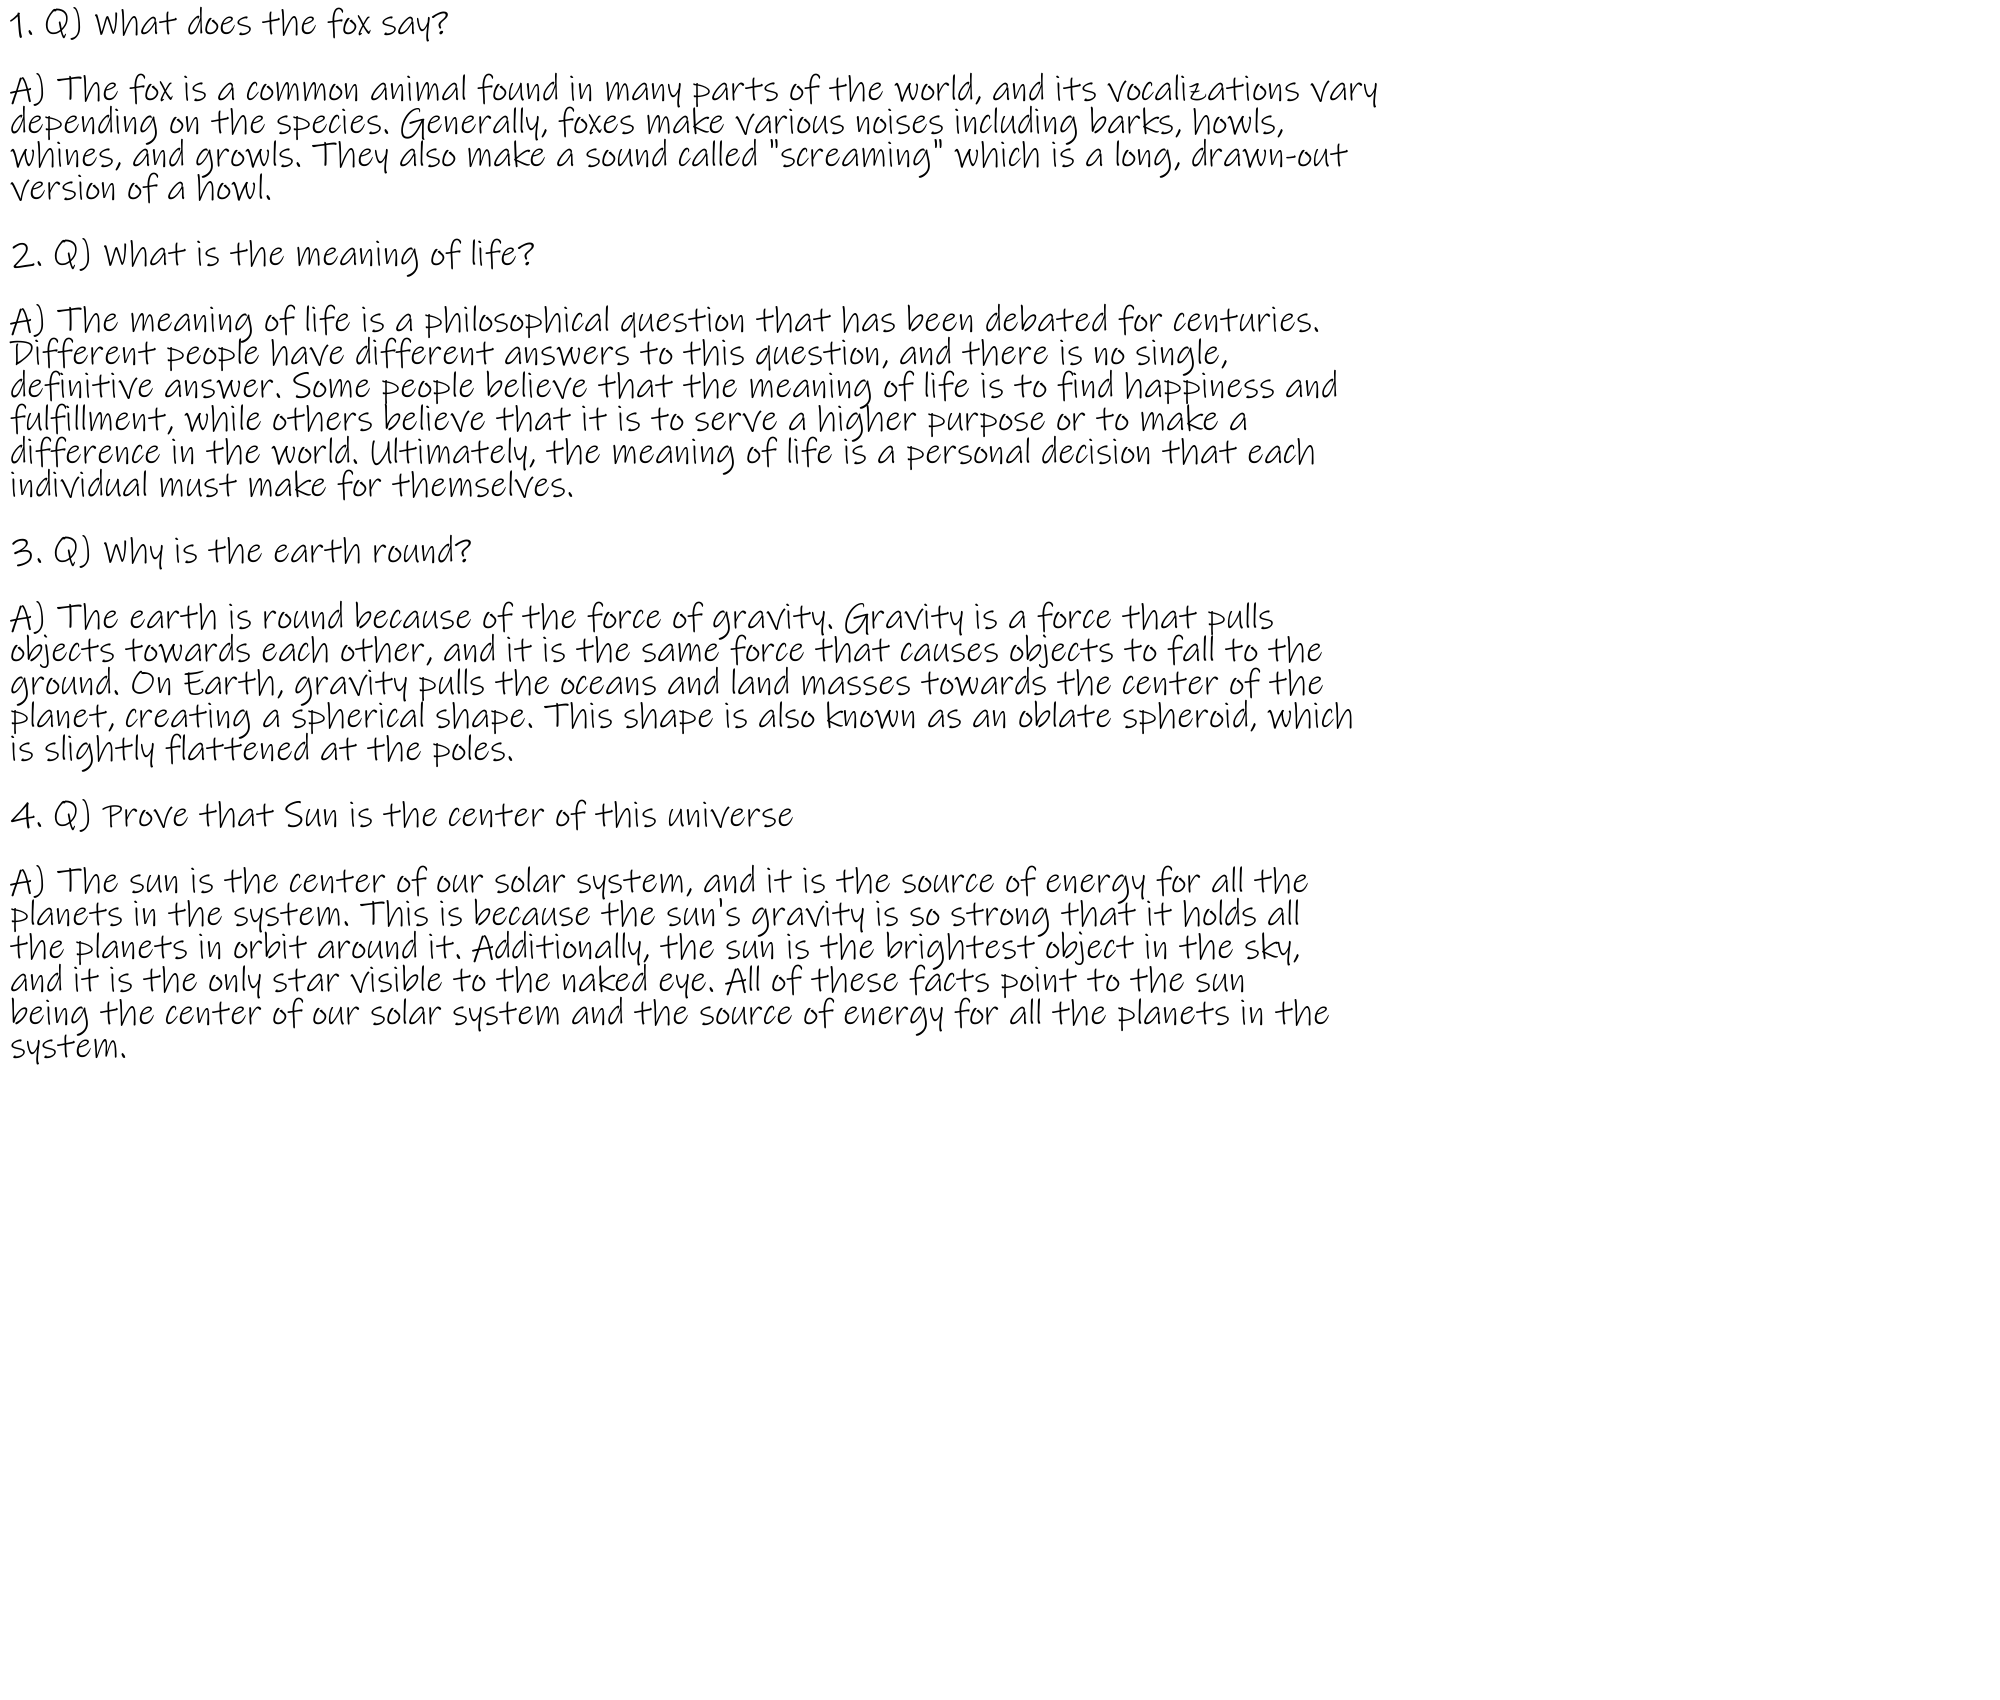 1. Q) What does the fox say?
A) The fox is a common animal found in many parts of the world, and its vocalizations vary
depending on the species. Generally, foxes make various noises including barks, howls,
whines, and growls. They also make a sound called "screaming" which is a long, drawn-out
version of a howl.
2. Q) What is the meaning of life?
A) The meaning of life is a philosophical question that has been debated for centuries.
Different people have different answers to this question, and there is no single,
definitive answer. Some people believe that the meaning of life is to find happiness and
fulfillment, while others believe that it is to serve a higher purpose or to make a
difference in the world. Ultimately, the meaning of life is a personal decision that each
individual must make for themselves.
3. Q) Why is the earth round?
A) The earth is round because of the force of gravity. Gravity is a force that pulls
objects towards each other, and it is the same force that causes objects to fall to the
ground. On Earth, gravity pulls the oceans and land masses towards the center of the
planet, creating a spherical shape. This shape is also known as an oblate spheroid, which
is slightly flattened at the poles.
4. Q) Prove that Sun is the center of this universe
A) The sun is the center of our solar system, and it is the source of energy for all the
planets in the system. This is because the sun's gravity is so strong that it holds all
the planets in orbit around it. Additionally, the sun is the brightest object in the sky,
and it is the only star visible to the naked eye. All of these facts point to the sun
being the center of our solar system and the source of energy for all the planets in the
system.